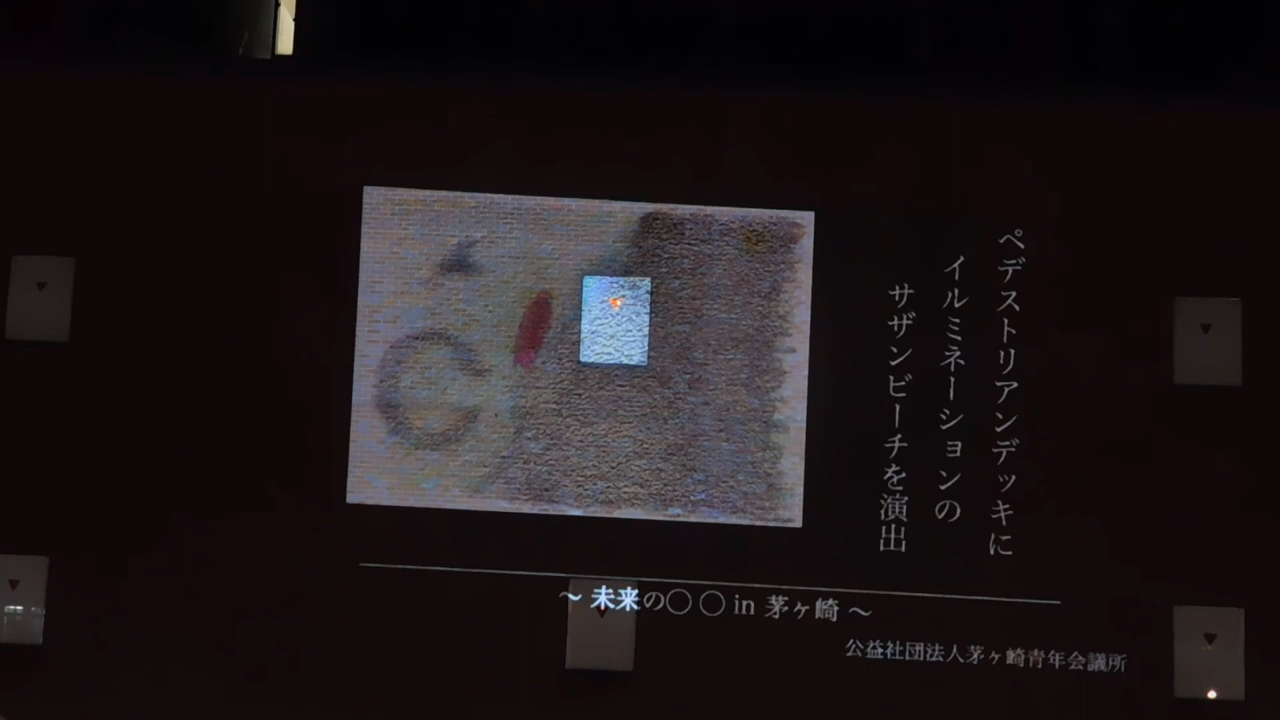 ペデストリアンデッキに
イルミネーションの
サザンビーチを演出
～ 未来の〇 〇 in 茅ヶ崎 ～
公益社団法人茅ヶ崎青年会議所